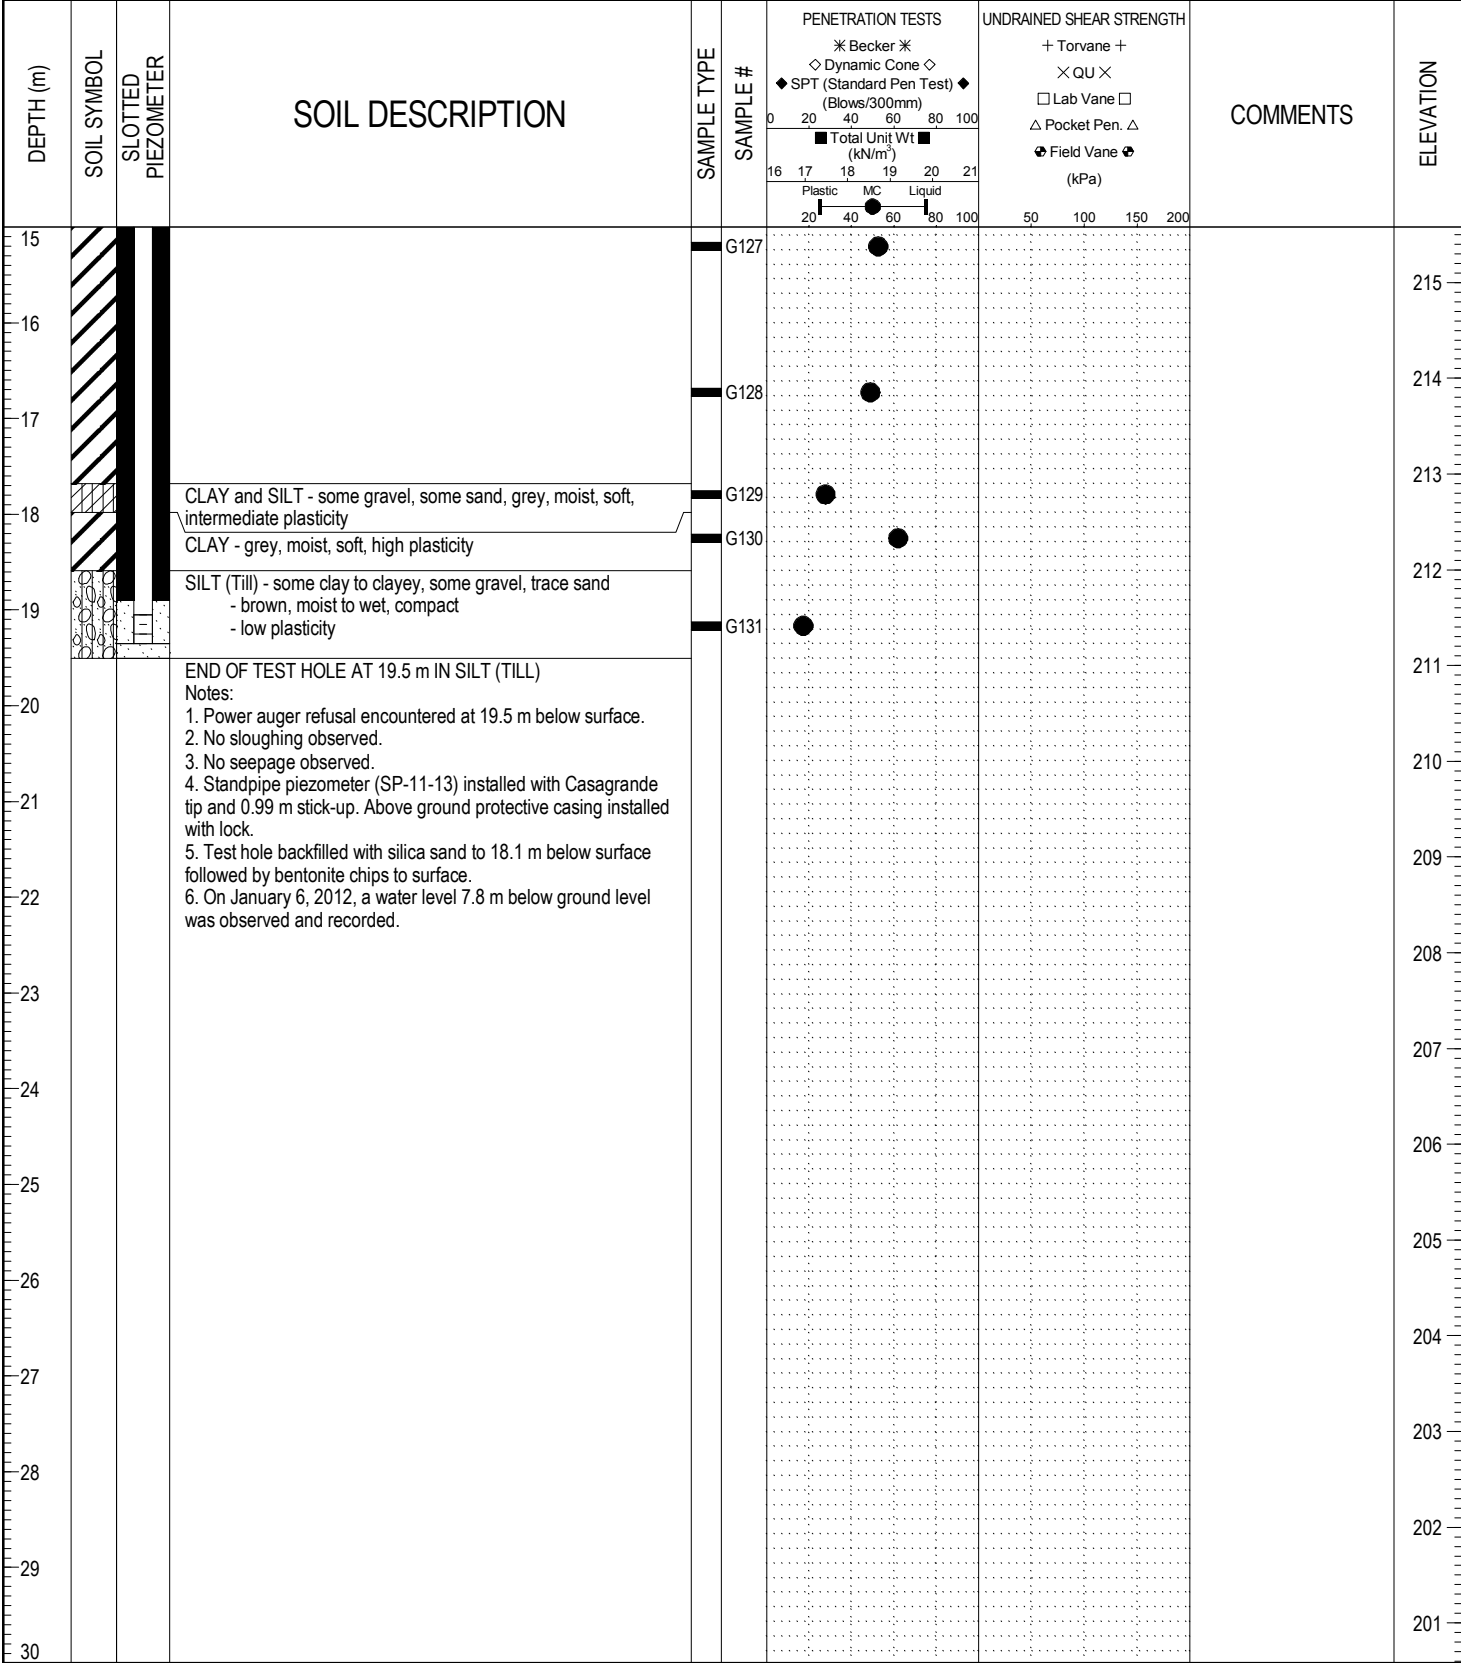 DEPTH (m)
SOIL SYMBOL
SLOTTED
PIEZOMETER
SOIL DESCRIPTION
SAMPLE TYPE
SAMPLE #
PENETRATION TESTS
✳ Becker ✳
◇ Dynamic Cone ◇
◆ SPT (Standard Pen Test) ◆
(Blows/300mm)
0 20 40 60 80 100
■ Total Unit Wt ■
(kN/m³)
16 17 18 19 20 21
Plastic MC Liquid
20 40 60 80 100
UNDRAINED SHEAR STRENGTH
+ Torvane +
× QU ×
□ Lab Vane □
△ Pocket Pen. △
Field Vane
(kPa)
50 100 150 200
COMMENTS
ELEVATION
15
G127
215
16
214
G128
17
213
CLAY and SILT - some gravel, some sand, grey, moist, soft,
intermediate plasticity
G129
18
CLAY - grey, moist, soft, high plasticity
G130
212
SILT (Till) - some clay to clayey, some gravel, trace sand
- brown, moist to wet, compact
- low plasticity
19
G131
211
END OF TEST HOLE AT 19.5 m IN SILT (TILL)
Notes:
1. Power auger refusal encountered at 19.5 m below surface.
2. No sloughing observed.
3. No seepage observed.
4. Standpipe piezometer (SP-11-13) installed with Casagrande
tip and 0.99 m stick-up. Above ground protective casing installed
with lock.
5. Test hole backfilled with silica sand to 18.1 m below surface
followed by bentonite chips to surface.
6. On January 6, 2012, a water level 7.8 m below ground level
was observed and recorded.
20
210
21
209
22
208
23
207
24
206
25
205
26
204
27
203
28
202
29
201
30